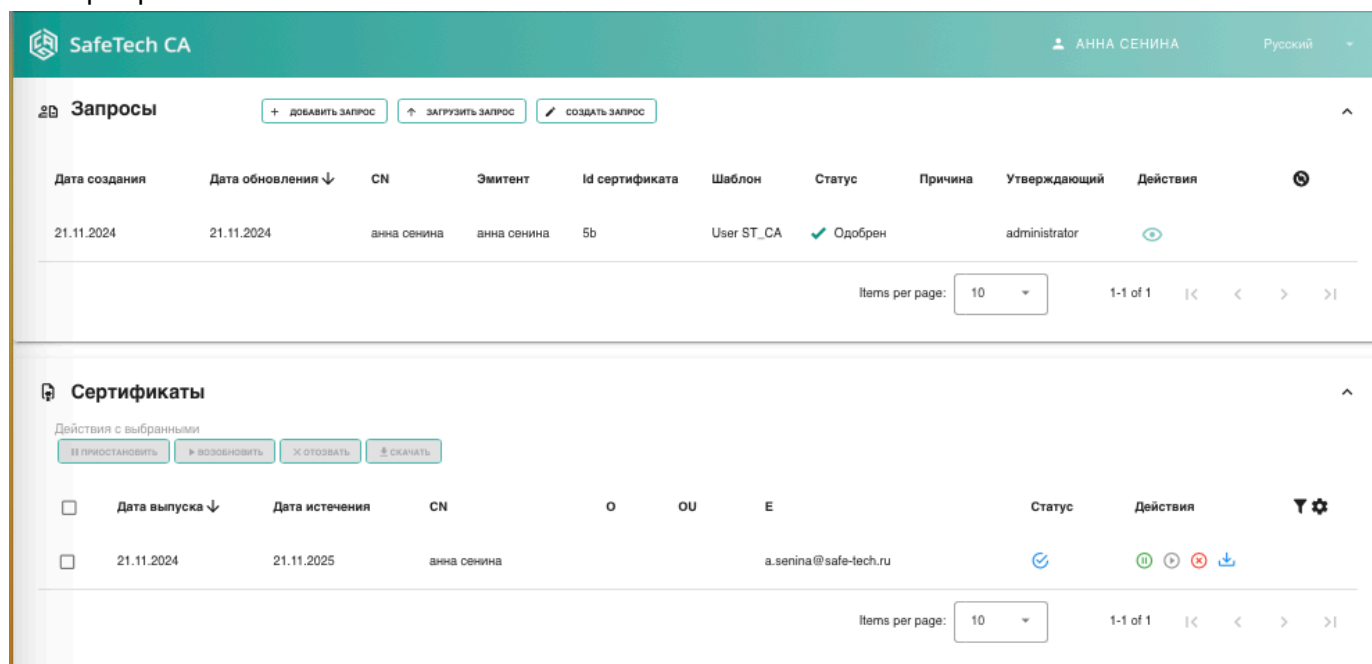 SafeTech CA АННА СЕНИНА Русский
Запросы + ДОБАВИТЬ ЗАПРОС ЗАГРУЗИТЬ ЗАПРОС СОЗДАТЬ ЗАПРОС
Дата создания Дата обновления CN Эмитент Id сертификата Шаблон Статус Причина Утверждающий Действия
21.11.2024 21.11.2024 анна сенина анна сенина 5b User ST_CA Одобрен administrator
Items per page: 10 1-1 of 1
Сертификаты
Действия с выбранными
ПРИОСТАНОВИТЬ ВОЗОБНОВИТЬ ОТОЗВАТЬ СКАЧАТЬ
Дата выпуска Дата истечения CN O OU E Статус Действия
21.11.2024 21.11.2025 анна сенина a.senina@safe-tech.ru
Items per page: 10 1-1 of 1